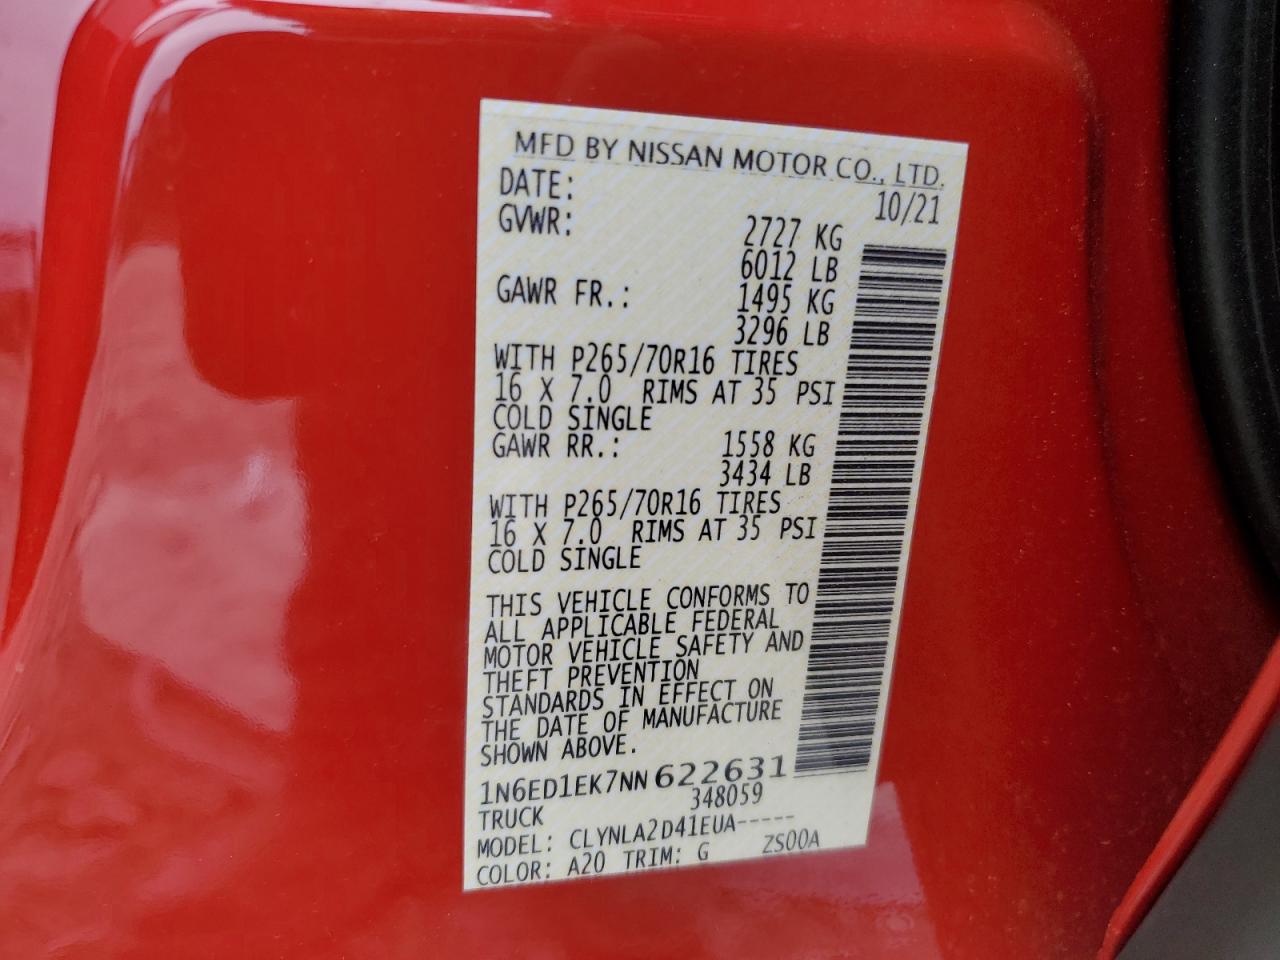 MFD BY NISSAN MOTOR CO., LTD.
DATE: 10/21
GVWR: 2727 KG
6012 LB
GAWR FR.: 1495 KG
3296 LB
WITH P265/70R16 TIRES
16 X 7.0 RIMS AT 35 PSI
COLD SINGLE
GAWR RR.: 1558 KG
3434 LB
WITH P265/70R16 TIRES
16 X 7.0 RIMS AT 35 PSI
COLD SINGLE
THIS VEHICLE CONFORMS TO
ALL APPLICABLE FEDERAL
MOTOR VEHICLE SAFETY AND
THEFT PREVENTION
STANDARDS IN EFFECT ON
THE DATE OF MANUFACTURE
SHOWN ABOVE.
1N6ED1EK7NN622631
TRUCK 348059
MODEL: CLYNLA2D41EUA-----
COLOR: A20 TRIM: G ZS00A